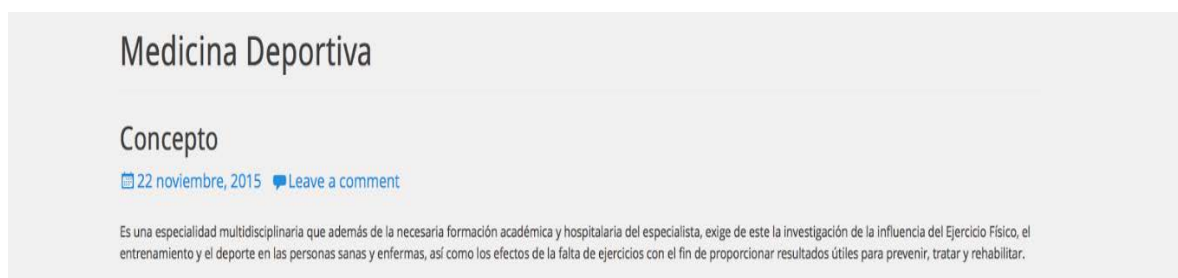 Medicina Deportiva
Concepto
22 noviembre, 2015 Leave a comment
Es una especialidad multidisciplinaria que además de la necesaria formación académica y hospitalaria del especialista, exige de este la investigación de la influencia del Ejercicio Físico, el
entrenamiento y el deporte en las personas sanas y enfermas, así como los efectos de la falta de ejercicios con el fin de proporcionar resultados útiles para prevenir, tratar y rehabilitar.